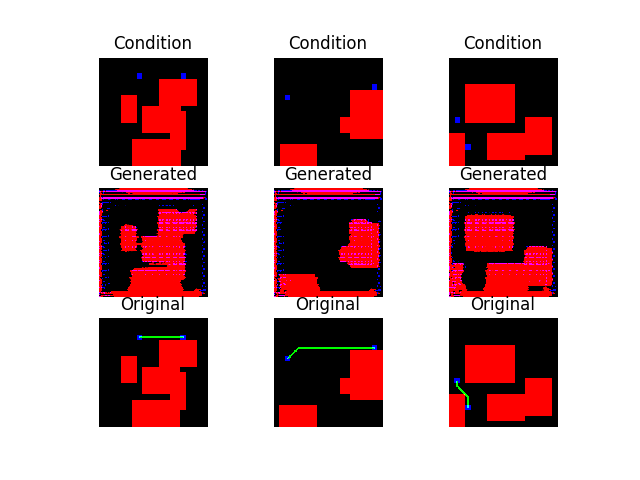 Condition Condition Condition
Generated Generated Generated
Original Original Original